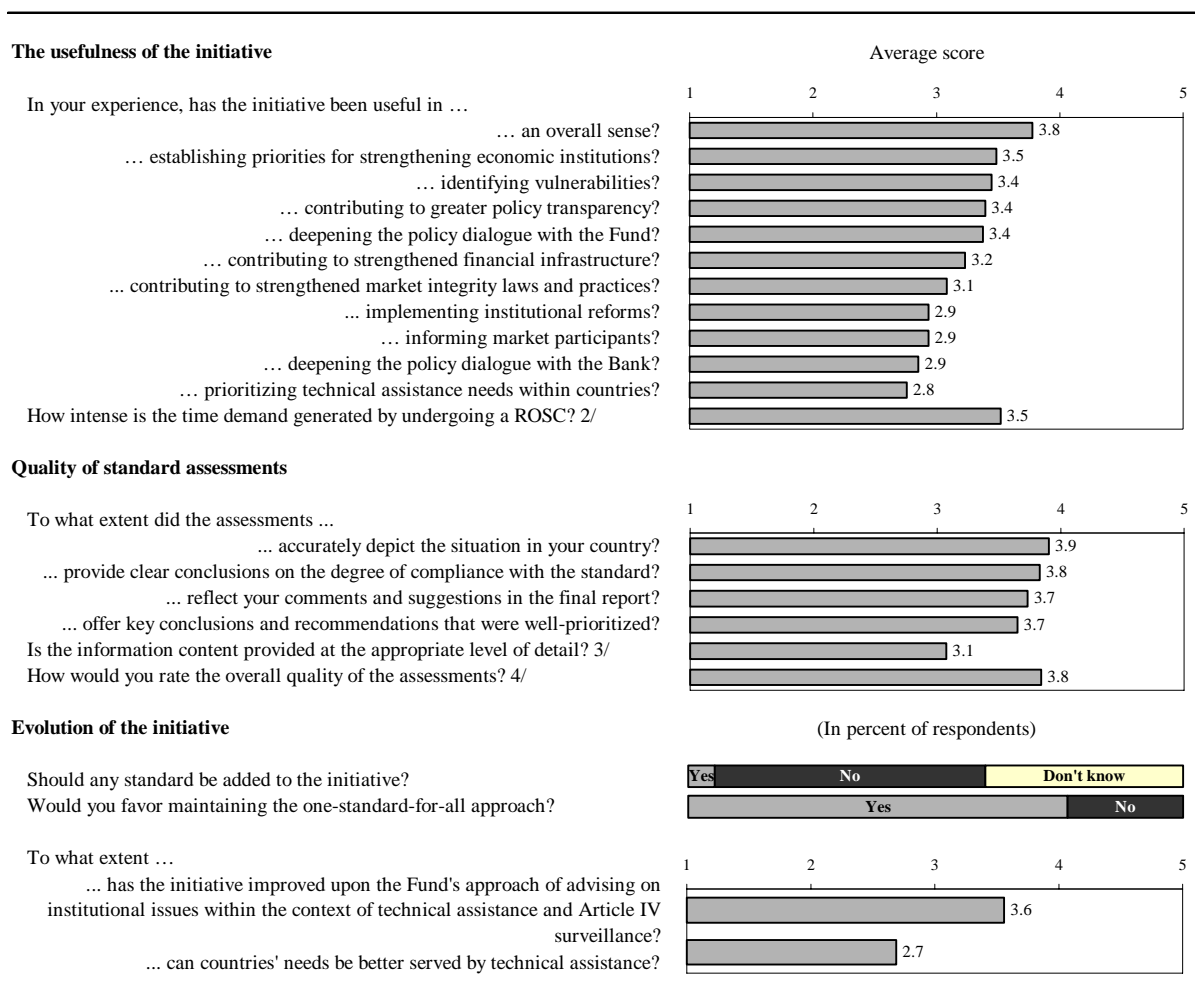 The usefulness of the initiative
Average score
In your experience, has the initiative been useful in …
1 2 3 4 5
… an overall sense? 3.8
… establishing priorities for strengthening economic institutions? 3.5
… identifying vulnerabilities? 3.4
… contributing to greater policy transparency? 3.4
… deepening the policy dialogue with the Fund? 3.4
… contributing to strengthened financial infrastructure? 3.2
... contributing to strengthened market integrity laws and practices? 3.1
... implementing institutional reforms? 2.9
… informing market participants? 2.9
… deepening the policy dialogue with the Bank? 2.9
… prioritizing technical assistance needs within countries? 2.8
How intense is the time demand generated by undergoing a ROSC? 2/ 3.5
Quality of standard assessments
1 2 3 4 5
To what extent did the assessments ...
... accurately depict the situation in your country? 3.9
... provide clear conclusions on the degree of compliance with the standard? 3.8
... reflect your comments and suggestions in the final report? 3.7
... offer key conclusions and recommendations that were well-prioritized? 3.7
Is the information content provided at the appropriate level of detail? 3/ 3.1
How would you rate the overall quality of the assessments? 4/ 3.8
Evolution of the initiative
(In percent of respondents)
Should any standard be added to the initiative? Yes No Don't know
Would you favor maintaining the one-standard-for-all approach? Yes No
To what extent …
1 2 3 4 5
... has the initiative improved upon the Fund's approach of advising on
institutional issues within the context of technical assistance and Article IV 3.6
surveillance?
... can countries' needs be better served by technical assistance? 2.7